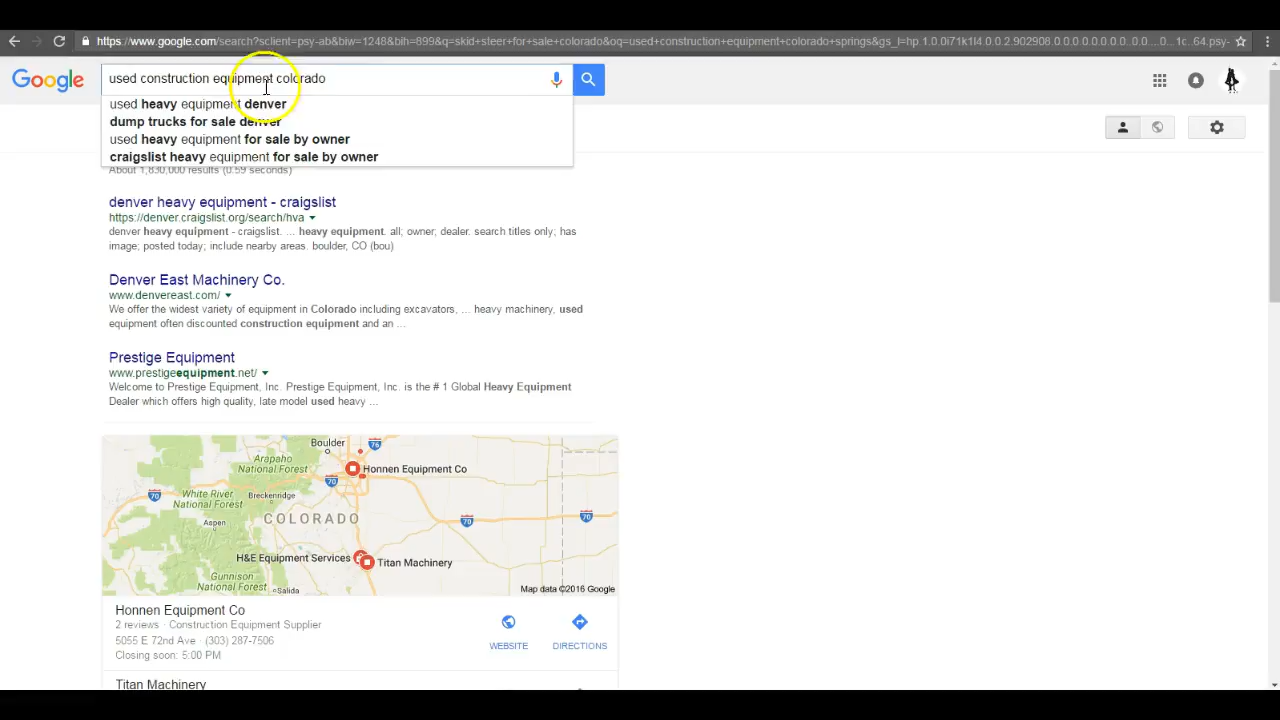 https://www.google.com/search?sclient=psy-ab&biw=1248&bih=899&q=skid+steer+for+sale+colorado&oq=used+construction+equipment+colorado+springs&gs_l=hp.1.0.0i71k1l4.0.0.2.902908.0.0.0.0.0.0.0.0..0.0....0...1c..64.psy-
Google
used construction equipment colorado
used heavy equipment denver
dump trucks for sale denver
used heavy equipment for sale by owner
craigslist heavy equipment for sale by owner
About 1,830,000 results (0.59 seconds)
denver heavy equipment - craigslist
https://denver.craigslist.org/search/hva
denver heavy equipment - craigslist. ... heavy equipment. all; owner; dealer. search titles only; has
image; posted today; include nearby areas. boulder, CO (bou)
Denver East Machinery Co.
www.denvereast.com/
We offer the widest variety of equipment in Colorado including excavators, ... heavy machinery, used
equipment often discounted construction equipment and an ...
Prestige Equipment
www.prestigeequipment.net/
Welcome to Prestige Equipment, Inc. Prestige Equipment, Inc. is the # 1 Global Heavy Equipment
Dealer which offers high quality, late model used heavy ...
Boulder
76
Arapaho
National Forest
Honnen Equipment Co
70
White River
National Forest
Breckenridge
70
Aspen
COLORADO
70
70
H&E Equipment Services
Titan Machinery
Gunnison
National Forest
Salida
Map data ©2016 Google
Honnen Equipment Co
2 reviews · Construction Equipment Supplier
5055 E 72nd Ave · (303) 287-7506
Closing soon: 5:00 PM
WEBSITE
DIRECTIONS
Titan Machinery